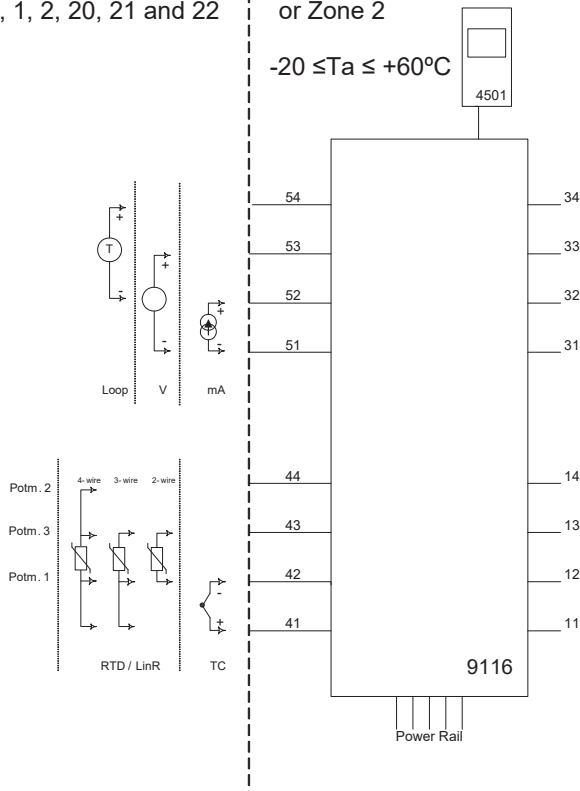 , 1, 2, 20, 21 and 22
or Zone 2
-20 ≤Ta ≤ +60ºC
4501
54
34
+
T
53
33
+
-
52
32
+
-
51
31
-
Loop
V
mA
4-wire
3-wire
2-wire
Potm. 2
44
14
Potm. 3
43
13
Potm. 1
42
12
-
+
41
11
RTD / LinR
TC
9116
Power Rail